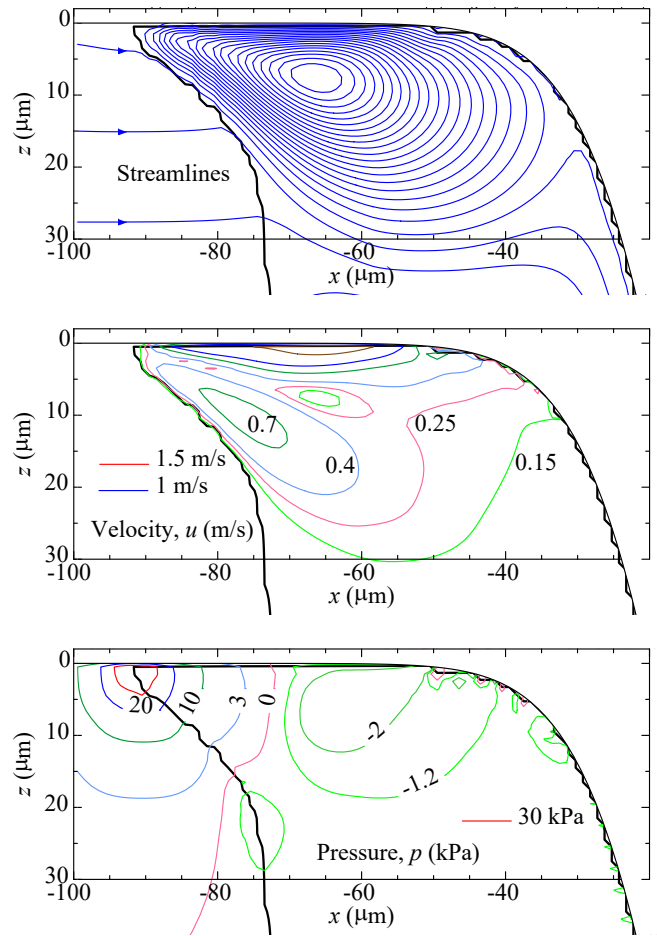 0
10
20
30
z (μm)
Streamlines
-100 -80 -60 -40
x (μm)
0
10
20
30
z (μm)
0.7
0.4
0.25
0.15
1.5 m/s
1 m/s
Velocity, u (m/s)
-100 -80 -60 -40
x (μm)
0
10
20
30
z (μm)
20
10
3
0
-2
-1.2
30 kPa
Pressure, p (kPa)
-100 -80 -60 -40
x (μm)